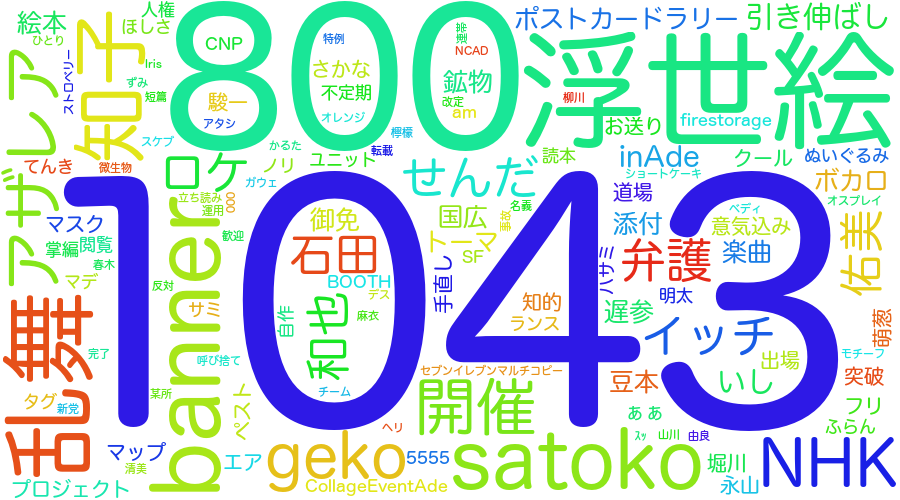 絵本
ひとり
人権
ほしさ
Iris
ずみ
短篇
ストロベリー
アザレア
知子
800
CNP
さかな
不定期
駿一
アタシ
特例
オレンジ
鉱物
改定
am
NCAD
ポストカードラリー
引き伸ばし
浮世絵
柳川
お送り
firestorage
てんき
微生物
スケブ
かるた
転載
檸檬
ロケ
ノリ
ユニット
せんだ
読本
inAde
クール
ぬいぐるみ
ショートケーキ
ガウェ
立ち読み
運用
000
道場
ボカロ
オスプレイ
1043
banner
マスク
掌編
閲覧
春木
マデ
歓迎
御免
石田
国広
名義
トーマ
SF
添付
ベディ
意気込み
弁護
楽曲
佑美
反対
サミ
自作
BOOTH
デス
麻衣
和也
手直し
知的
ランス
ハサミ
明太
遅参
イッチ
出場
モチーフ
萌葱
乱舞
完了
タグ
新党
某所
呼び捨て
ペスト
チーム
セブンイレブンマルチコピー
開催
豆本
いし
突破
ああ
フリ
ふらん
ヘリ
マップ
清美
エア
プロジェクト
geko
5555
CollageEventAde
satoko
ｽｯ
山川
由良
堀川
永山
NHK